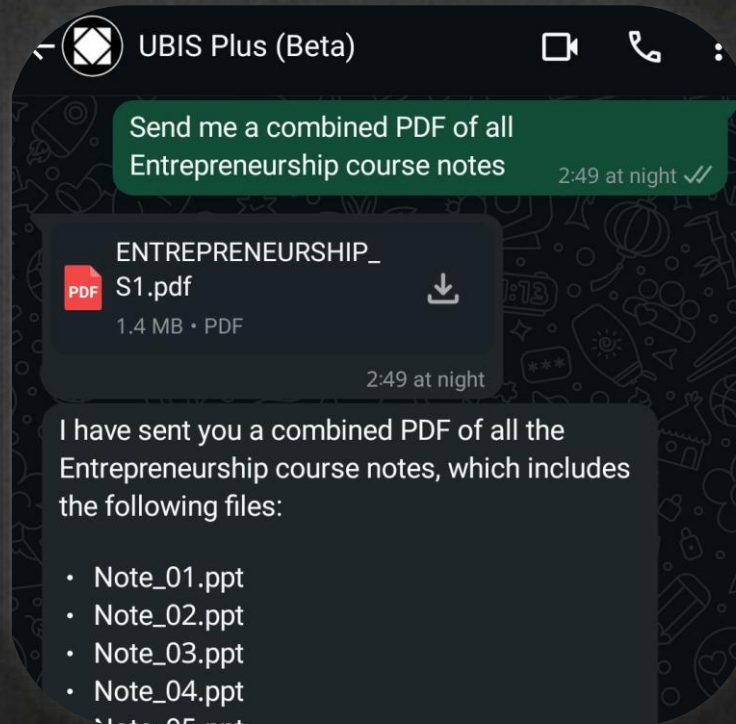 UBIS Plus (Beta)
Send me a combined PDF of all
Entrepreneurship course notes
2:49 at night
ENTREPRENEURSHIP_
S1.pdf
PDF
1.4 MB • PDF
2:49 at night
I have sent you a combined PDF of all the
Entrepreneurship course notes, which includes
the following files:
• Note_01.ppt
• Note_02.ppt
• Note_03.ppt
• Note_04.ppt